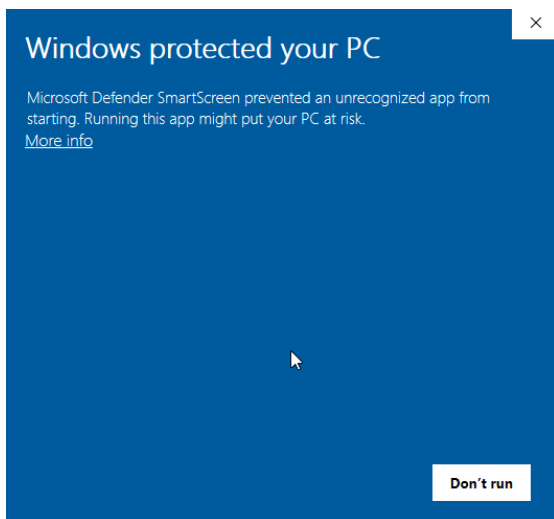 Windows protected your PC
Microsoft Defender SmartScreen prevented an unrecognized app from
starting. Running this app might put your PC at risk.
More info
Don't run